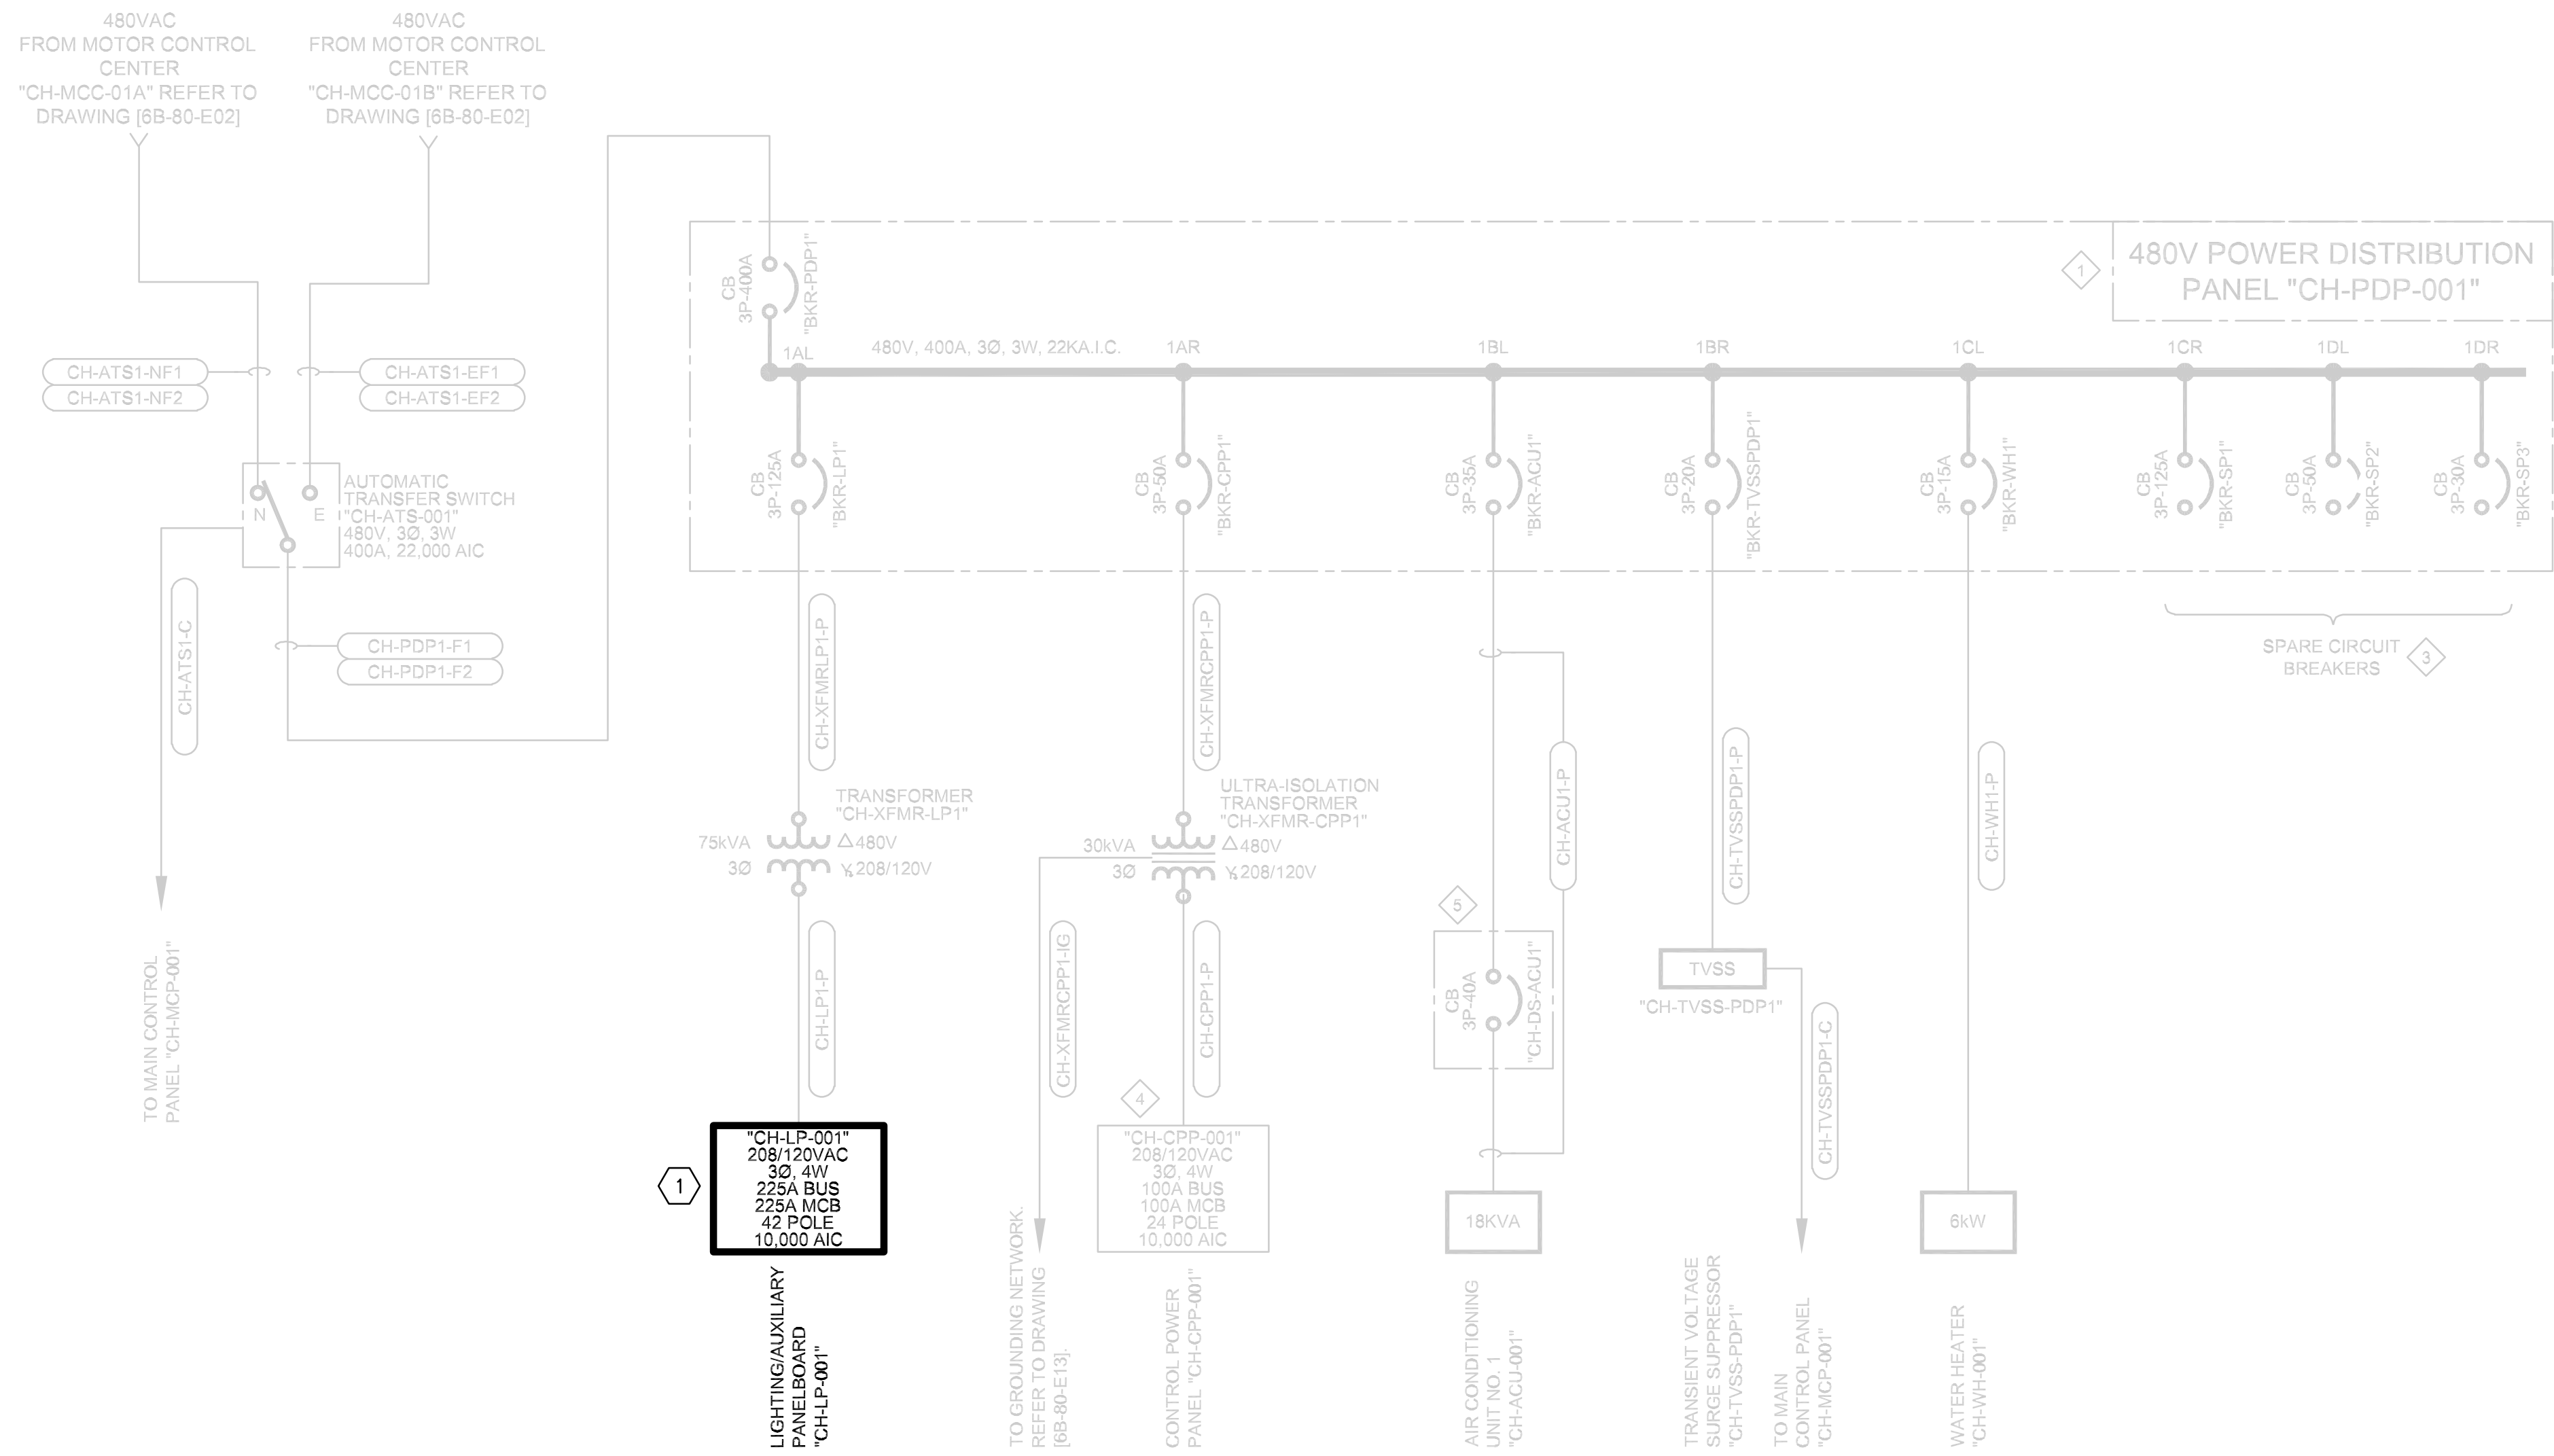 480VAC
FROM MOTOR CONTROL
CENTER
"CH-MCC-01A" REFER TO
DRAWING [6B-80-E02]
480VAC
FROM MOTOR CONTROL
CENTER
"CH-MCC-01B" REFER TO
DRAWING [6B-80-E02]
CH-ATS1-NF1
CH-ATS1-NF2
CH-ATS1-EF1
CH-ATS1-EF2
N
E
AUTOMATIC
TRANSFER SWITCH
"CH-ATS-001"
480V, 3Ø, 3W
400A, 22,000 AIC
CH-ATS1-C
CH-PDP1-F1
CH-PDP1-F2
TO MAIN CONTROL
PANEL "CH-MCP-001"
1
480V POWER DISTRIBUTION
PANEL "CH-PDP-001"
CB
3P-400A
"BKR-PDP1"
480V, 400A, 3Ø, 3W, 22KA.I.C.
1AL
1AR
1BL
1BR
1CL
1CR
1DL
1DR
CB
3P-125A
"BKR-LP1"
CB
3P-50A
"BKR-CPP1"
CB
3P-35A
"BKR-ACU1"
CB
3P-20A
"BKR-TVSSPDP1"
CB
3P-15A
"BKR-WH1"
CB
3P-125A
"BKR-SP1"
CB
3P-50A
"BKR-SP2"
CB
3P-30A
"BKR-SP3"
SPARE CIRCUIT
BREAKERS
3
CH-XFMRLP1-P
TRANSFORMER
"CH-XFMR-LP1"
75kVA
3Ø
480V
208/120V
CH-LP1-P
1
"CH-LP-001"
208/120VAC
3Ø, 4W
225A BUS
225A MCB
42 POLE
10,000 AIC
LIGHTING/AUXILIARY
PANELBOARD
"CH-LP-001"
CH-XFMRCPP1-P
ULTRA-ISOLATION
TRANSFORMER
"CH-XFMR-CPP1"
30kVA
3Ø
480V
208/120V
CH-XFMRCPP1-IG
CH-CPP1-P
TO GROUNDING NETWORK.
REFER TO DRAWING
[6B-80-E13].
4
"CH-CPP-001"
208/120VAC
3Ø, 4W
100A BUS
100A MCB
24 POLE
10,000 AIC
CONTROL POWER
PANEL "CH-CPP-001"
CH-ACU1-P
5
CB
3P-40A
"CH-DS-ACU1"
18KVA
AIR CONDITIONING
UNIT NO. 1
"CH-ACU-001"
CH-TVSSPDP1-P
TVSS
"CH-TVSS-PDP1"
CH-TVSSPDP1-C
TRANSIENT VOLTAGE
SURGE SUPPRESSOR
"CH-TVSS-PDP1"
TO MAIN
CONTROL PANEL
"CH-MCP-001"
CH-WH1-P
6kW
WATER HEATER
"CH-WH-001"